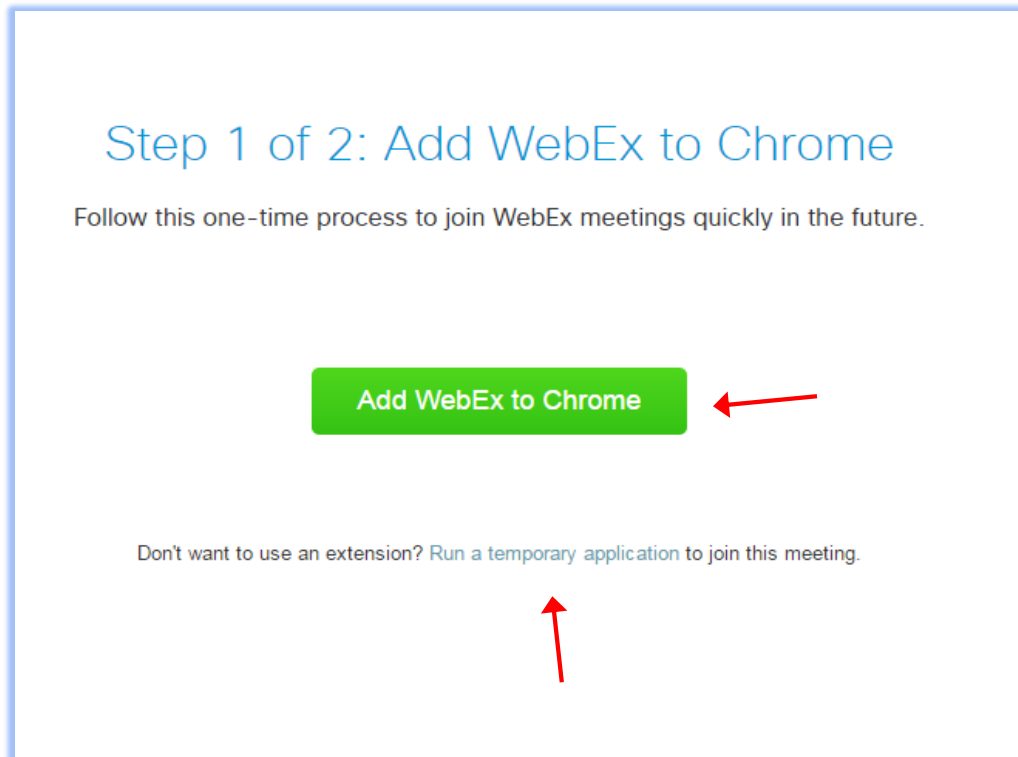 Step 1 of 2: Add WebEx to Chrome
Follow this one-time process to join WebEx meetings quickly in the future.
Add WebEx to Chrome
Don't want to use an extension? Run a temporary application to join this meeting.